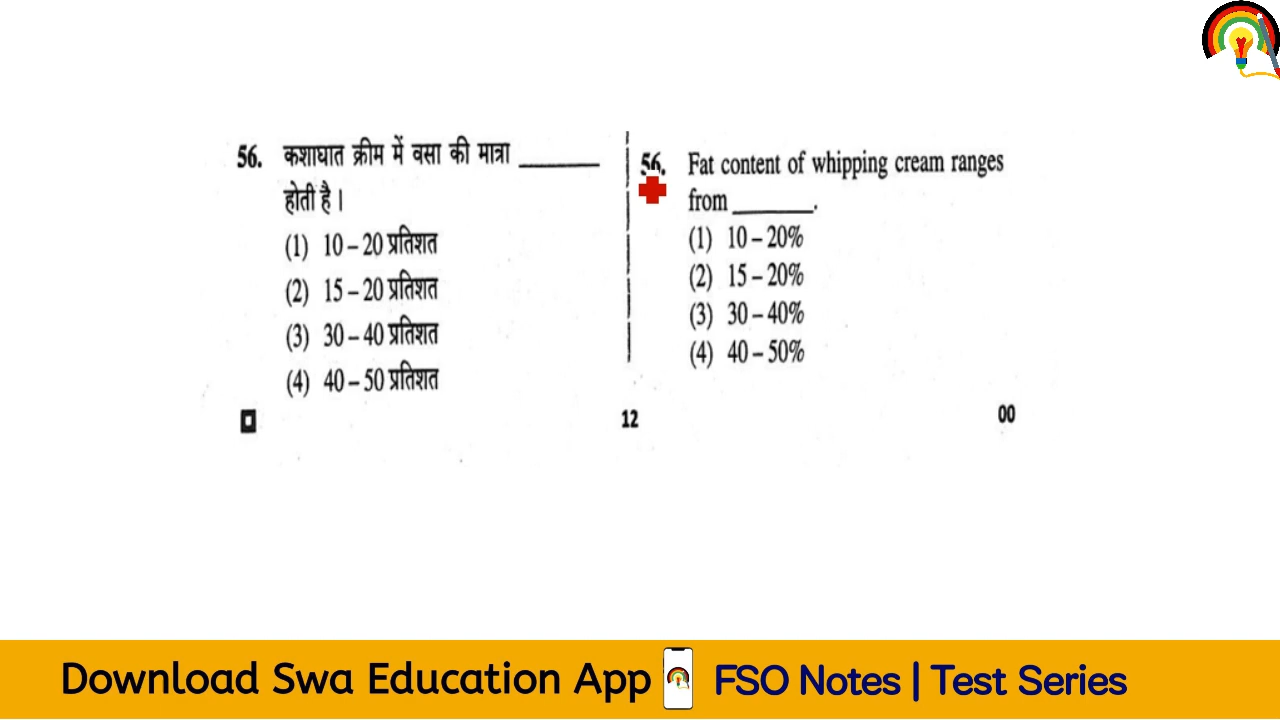 56. कशाघात क्रीम में वसा की मात्रा ________
होती है।
(1) 10 – 20 प्रतिशत
(2) 15 – 20 प्रतिशत
(3) 30 – 40 प्रतिशत
(4) 40 – 50 प्रतिशत
56. Fat content of whipping cream ranges
from ________.
(1) 10 – 20%
(2) 15 – 20%
(3) 30 – 40%
(4) 40 – 50%
12
00
Download Swa Education App FSO Notes | Test Series